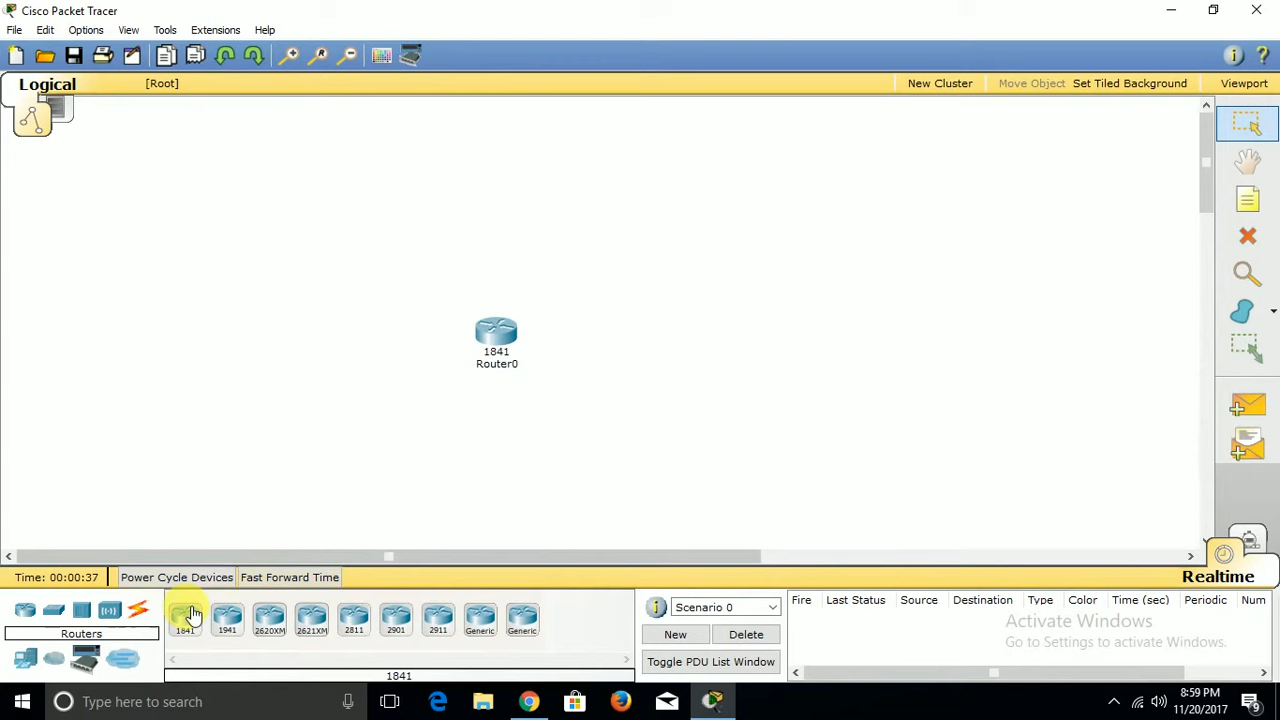 Cisco Packet Tracer
File Edit Options View Tools Extensions Help
Logical [Root] New Cluster Move Object Set Tiled Background Viewport
1841
Router0
Time: 00:00:37 Power Cycle Devices Fast Forward Time Realtime
1841 1941 2620XM 2621XM 2811 2901 2911 Generic Generic
Routers
1841
Scenario 0
New Delete
Toggle PDU List Window
Fire Last Status Source Destination Type Color Time (sec) Periodic Num
Activate Windows
Go to Settings to activate Windows.
Type here to search
8:59 PM
11/20/2017
9